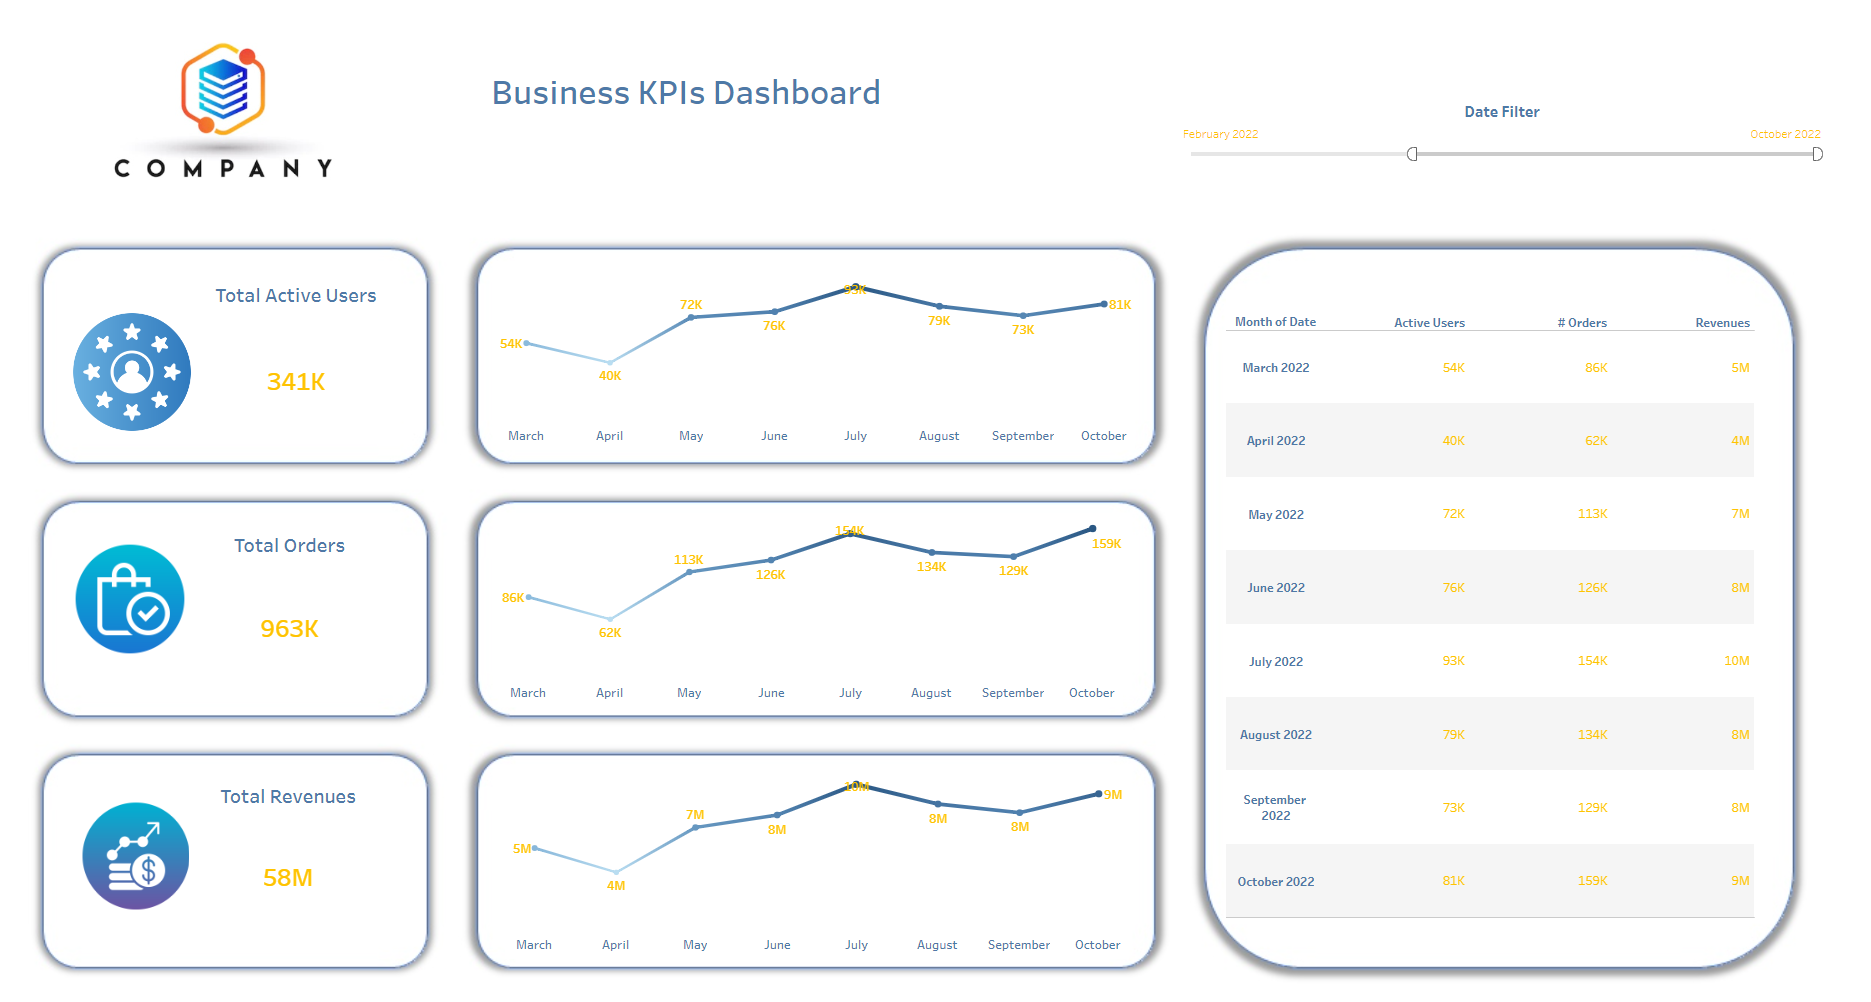 COMPANY
Business KPIs Dashboard
Date Filter
February 2022 October 2022
Total Active Users
341K
54K 40K 72K 76K 93K 79K 73K 81K
March April May June July August September October
Total Orders
963K
86K 62K 113K 126K 154K 134K 129K 159K
March April May June July August September October
Total Revenues
58M
5M 4M 7M 8M 10M 8M 8M 9M
March April May June July August September October
Month of Date Active Users # Orders Revenues
March 2022 54K 86K 5M
April 2022 40K 62K 4M
May 2022 72K 113K 7M
June 2022 76K 126K 8M
July 2022 93K 154K 10M
August 2022 79K 134K 8M
September
2022 73K 129K 8M
October 2022 81K 159K 9M